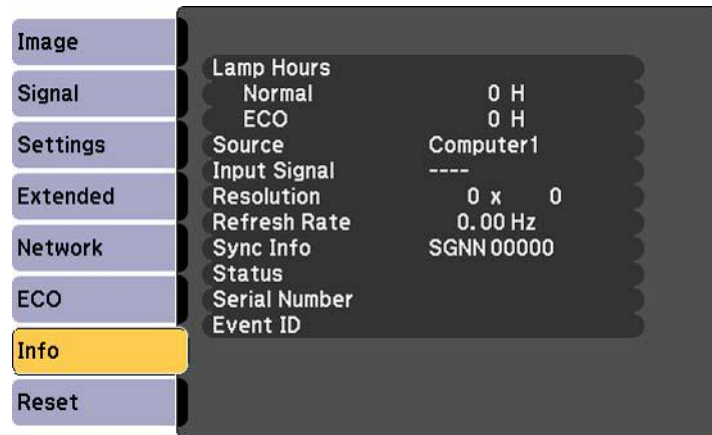 Image
Signal
Settings
Extended
Network
ECO
Info
Reset
Lamp Hours
Normal 0 H
ECO 0 H
Source Computer1
Input Signal ----
Resolution 0 x 0
Refresh Rate 0.00 Hz
Sync Info SGNN 00000
Status
Serial Number
Event ID